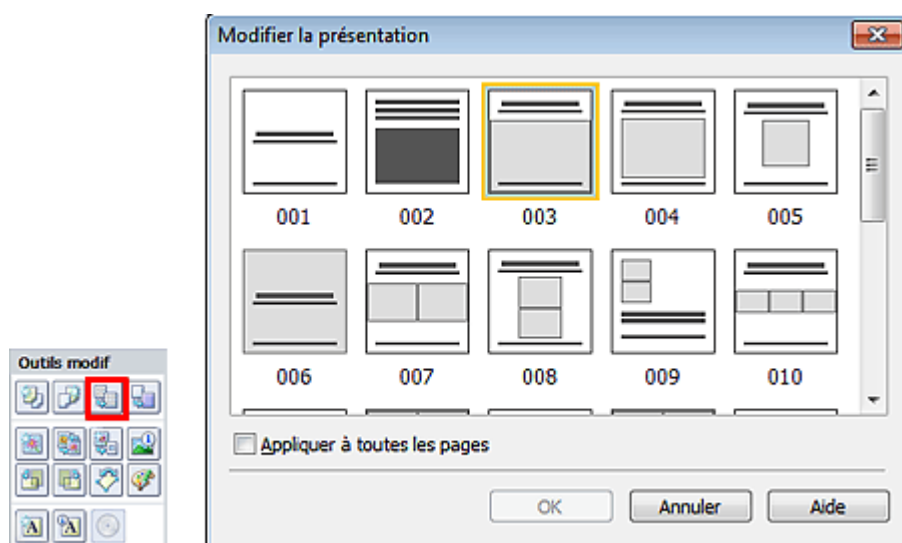 Modifier la présentation
001 002 003 004 005
006 007 008 009 010
Appliquer à toutes les pages
OK Annuler Aide
Outils modif
A A